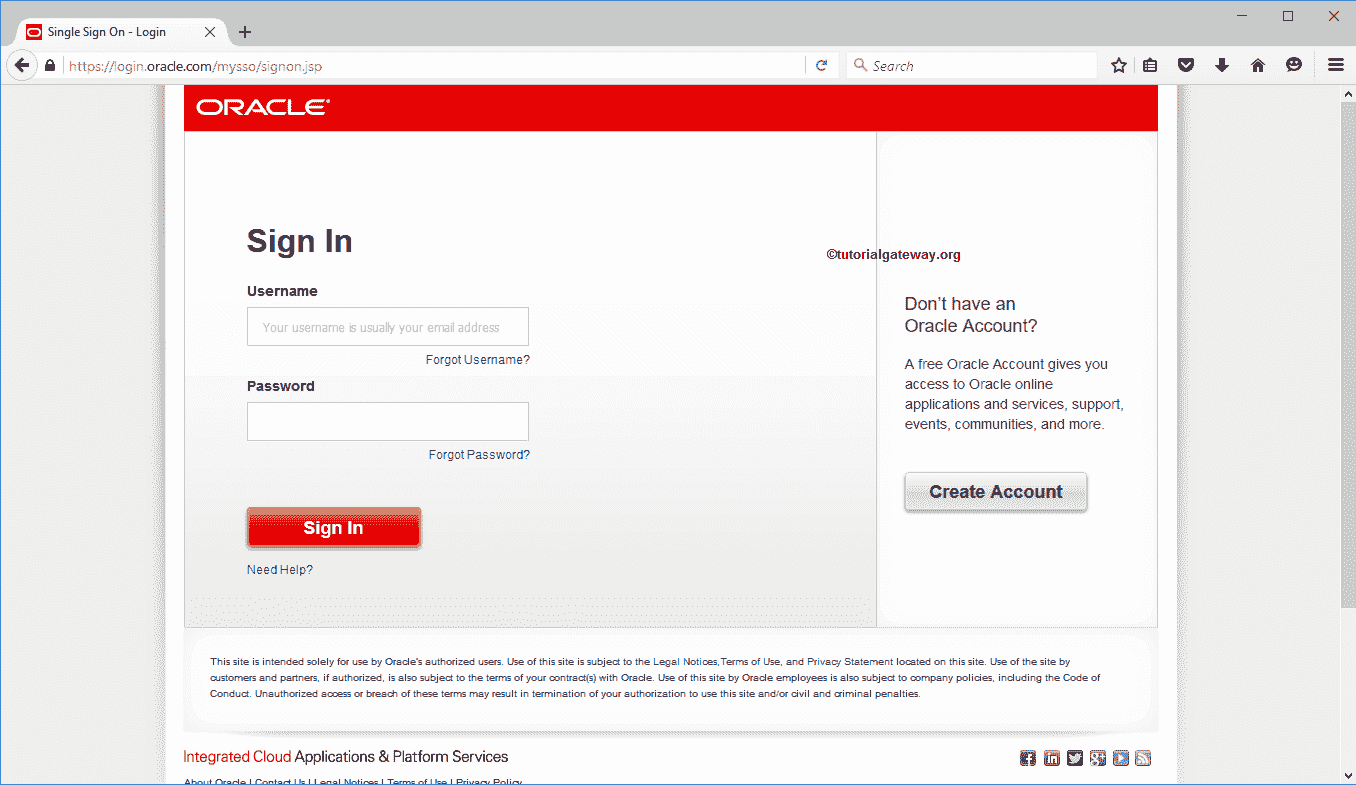 Single Sign On - Login
https://login.oracle.com/mysso/signon.jsp
Search
ORACLE®
Sign In
©tutorialgateway.org
Username
Your username is usually your email address
Forgot Username?
Password
Forgot Password?
Sign In
Need Help?
Don't have an
Oracle Account?
A free Oracle Account gives you
access to Oracle online
applications and services, support,
events, communities, and more.
Create Account
This site is intended solely for use by Oracle's authorized users. Use of this site is subject to the Legal Notices, Terms of Use, and Privacy Statement located on this site. Use of the site by
customers and partners, if authorized, is also subject to the terms of your contract(s) with Oracle. Use of this site by Oracle employees is also subject to company policies, including the Code of
Conduct. Unauthorized access or breach of these terms may result in termination of your authorization to use this site and/or civil and criminal penalties.
Integrated Cloud Applications & Platform Services
About Oracle | Contact Us | Legal Notices | Terms of Use | Privacy Policy